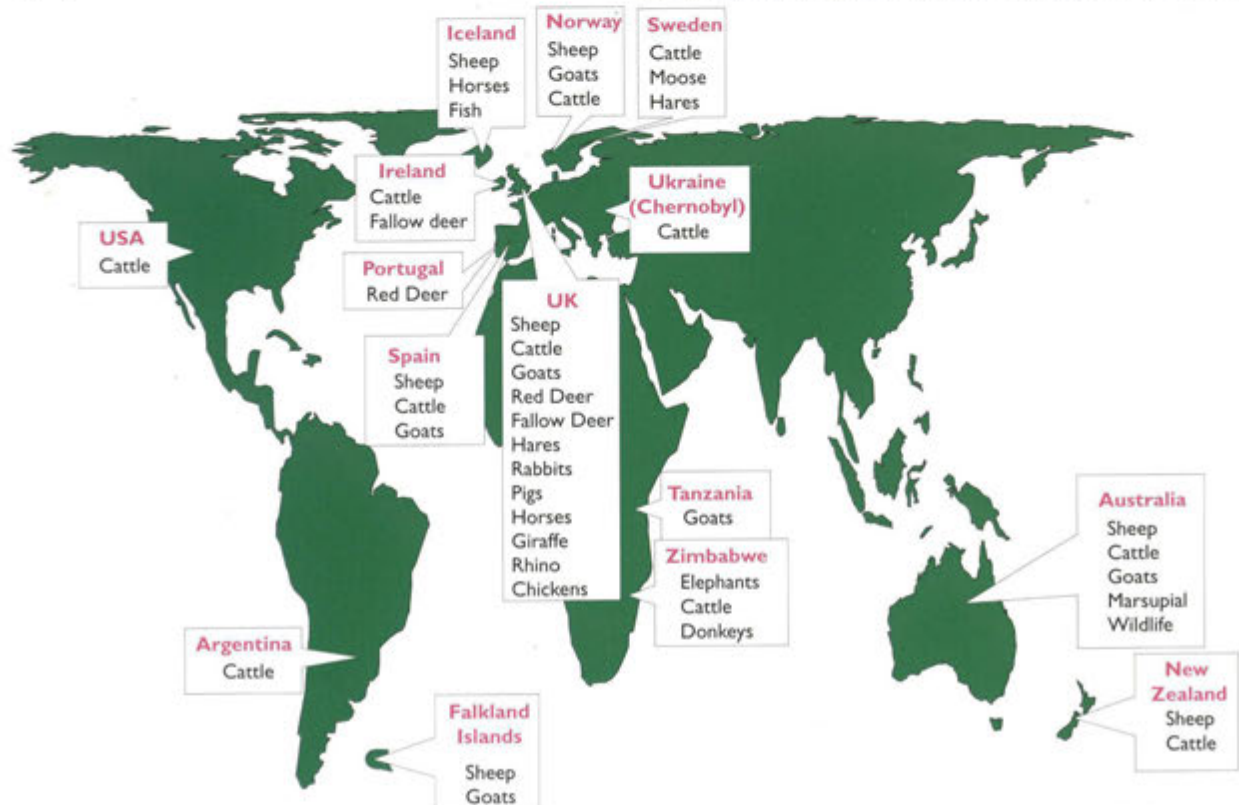 Iceland
Sheep
Horses
Fish
Norway
Sheep
Goats
Cattle
Sweden
Cattle
Moose
Hares
Ireland
Cattle
Fallow deer
Ukraine
(Chernobyl)
Cattle
USA
Cattle
Portugal
Red Deer
Spain
Sheep
Cattle
Goats
UK
Sheep
Cattle
Goats
Red Deer
Fallow Deer
Hares
Rabbits
Pigs
Horses
Giraffe
Rhino
Chickens
Tanzania
Goats
Zimbabwe
Elephants
Cattle
Donkeys
Australia
Sheep
Cattle
Goats
Marsupial
Wildlife
Argentina
Cattle
Falkland
Islands
Sheep
Goats
New
Zealand
Sheep
Cattle